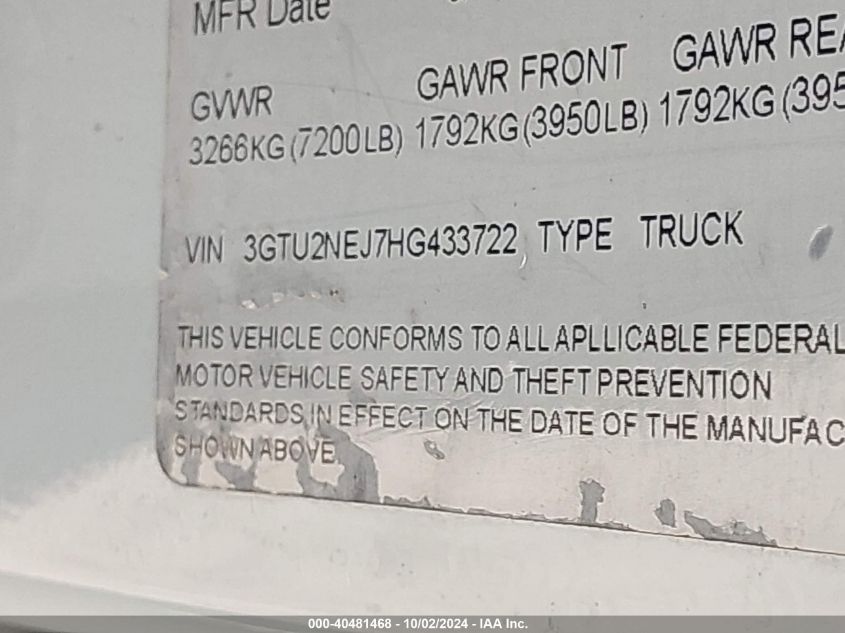 MFR Date
GVWR GAWR FRONT GAWR
3266KG(7200LB) 1792KG(3950LB) 1792KG
VIN 3GTU2NEJ7HG433722 TYPE TRUCK
THIS VEHICLE CONFORMS TO ALL APLLICABLE FEDERAL
MOTOR VEHICLE SAFETY AND THEFT PREVENTION
STANDARDS IN EFFECT ON THE DATE OF THE MANUFAC
SHOWN ABOVE.
000-40481468 - 10/02/2024 - IAA Inc.